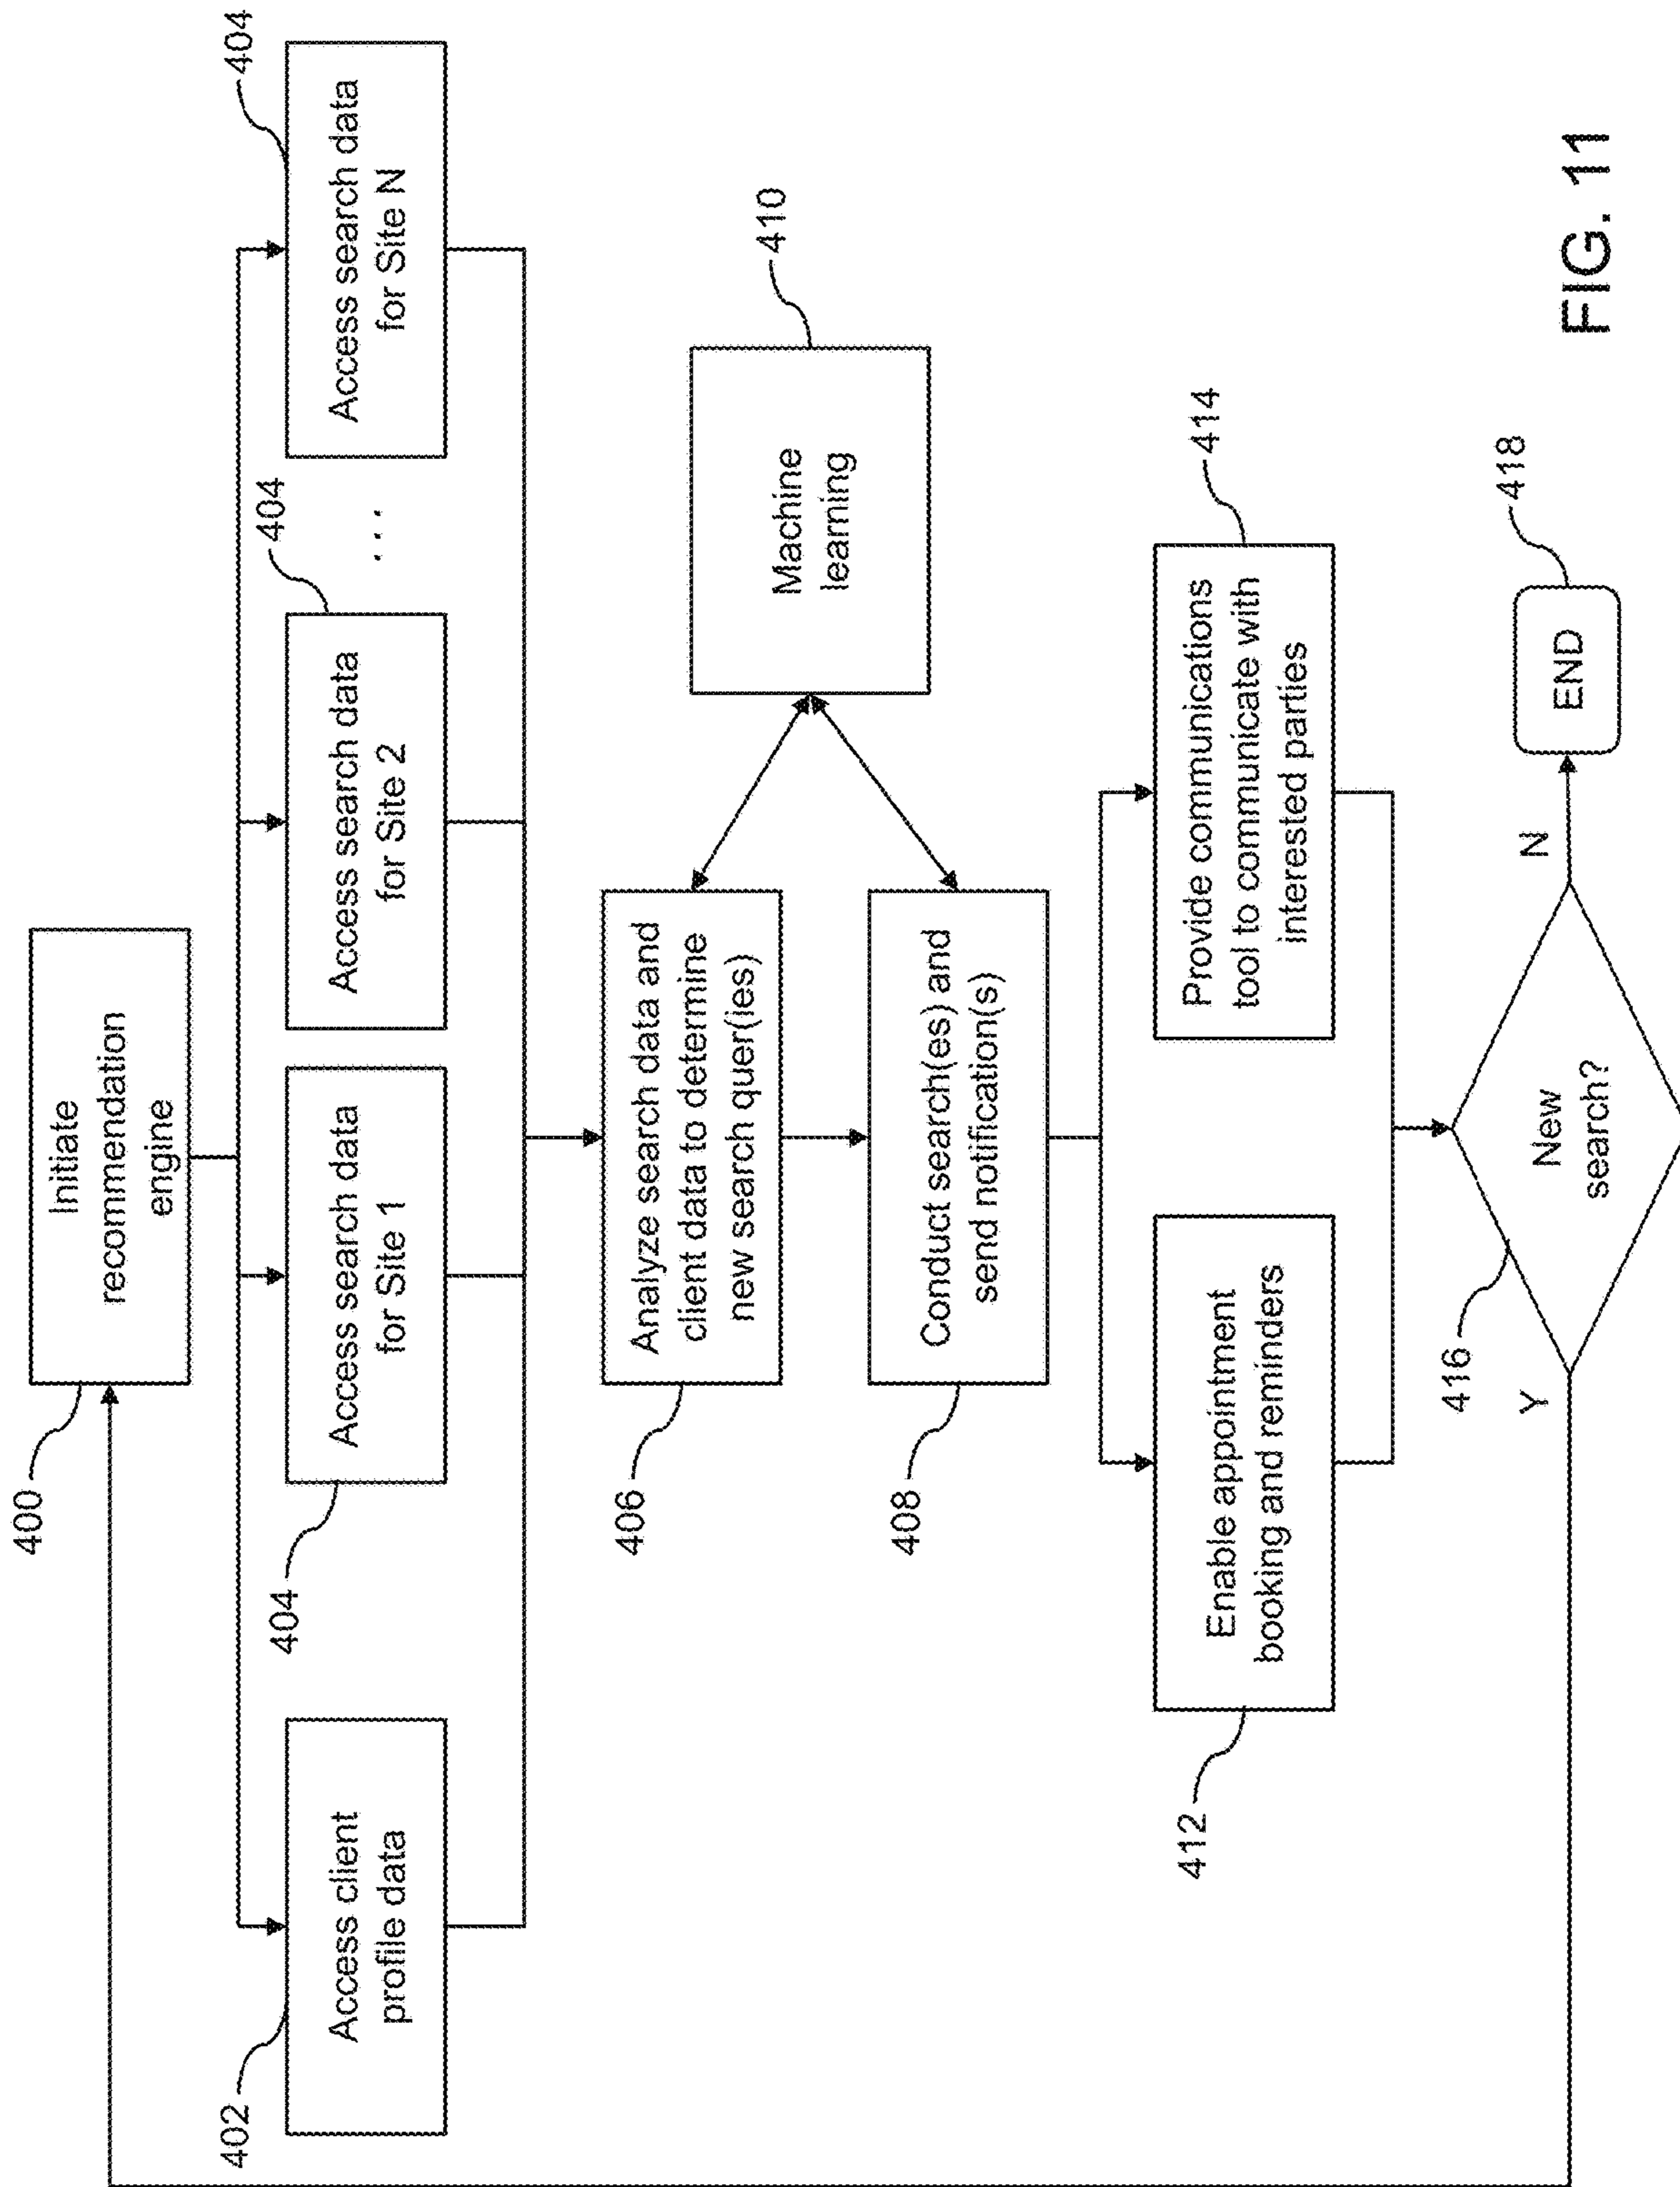 400
Initiate
recommendation
engine
402
Access client
profile data
404
Access search data
for Site 1
404
Access search data
for Site 2
...
404
Access search data
for Site N
406
Analyze search data and
client data to determine
new search quer(ies)
408
Conduct search(es) and
send notification(s)
Machine
learning
410
412
Enable appointment
booking and reminders
Provide communications
tool to communicate with
interested parties
414
416
Y
New
search?
N
END
418
FIG. 11